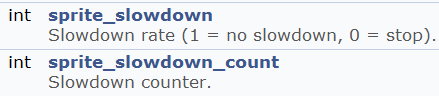 int sprite_slowdown
Slowdown rate (1 = no slowdown, 0 = stop).
int sprite_slowdown_count
Slowdown counter.